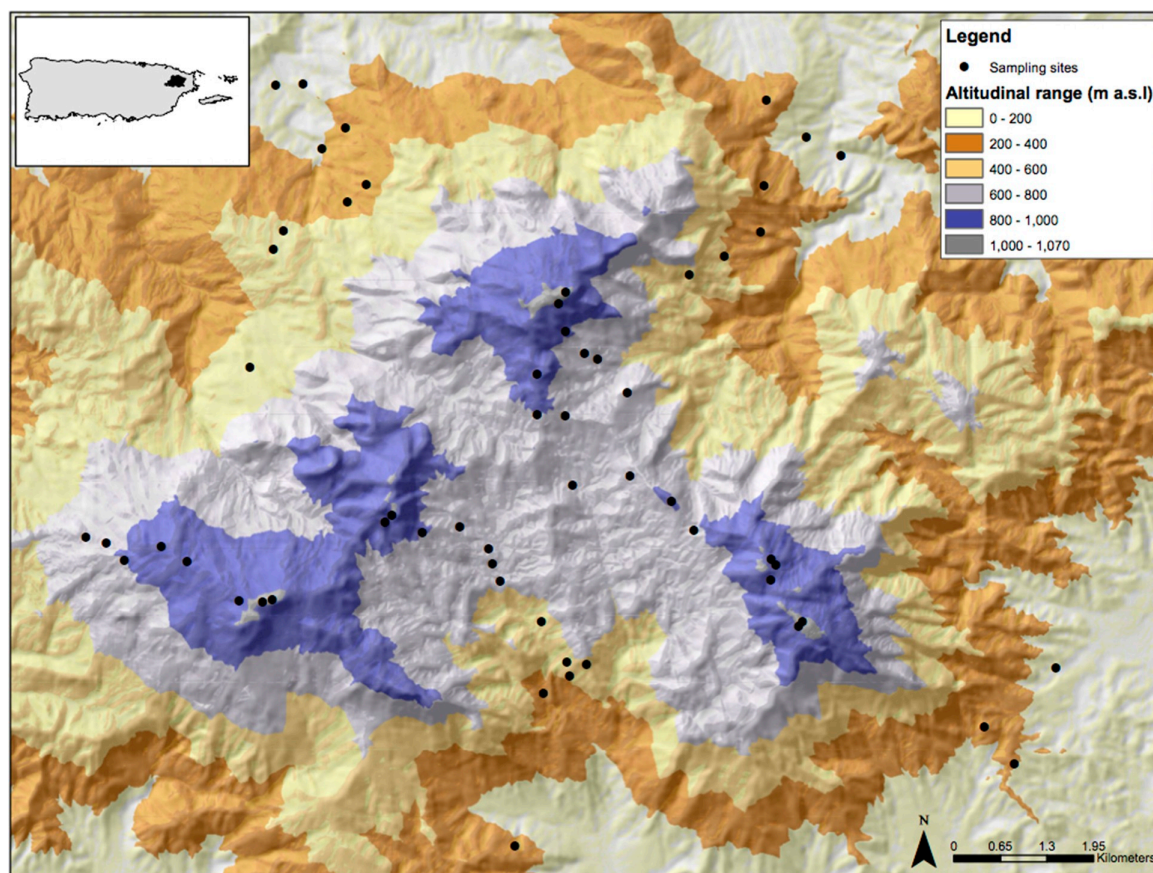 Legend
Sampling sites
Altitudinal range (m a.s.l)
0 - 200
200 - 400
400 - 600
600 - 800
800 - 1,000
1,000 - 1,070
N
0 0.65 1.3 1.95
Kilometers